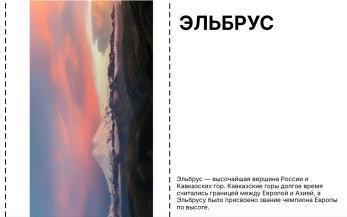 ЭЛЬБРУС
Эльбрус — высочайшая вершина России и
Кавказских гор. Кавказские горы долгое время
считались границей между Европой и Азией, а
Эльбрусу было присвоено звание чемпиона Европы
по высоте.